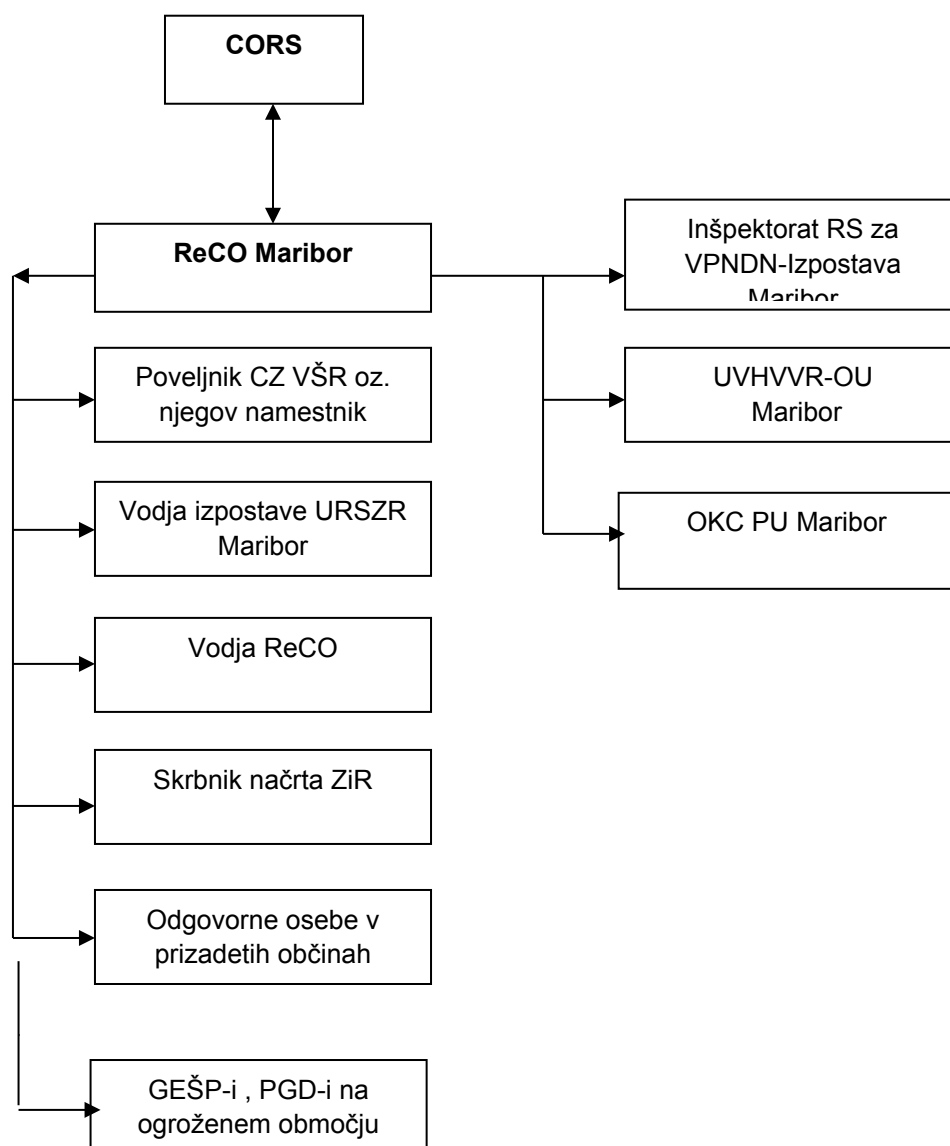 CORS
ReCO Maribor
Inšpektorat RS za
VPNDN-Izpostava
Maribor
Poveljnik CZ VŠR oz.
njegov namestnik
UVHVVR-OU
Maribor
Vodja izpostave URSZR
Maribor
OKC PU Maribor
Vodja ReCO
Skrbnik načrta ZiR
Odgovorne osebe v
prizadetih občinah
GEŠP-i , PGD-i na
ogroženem območju